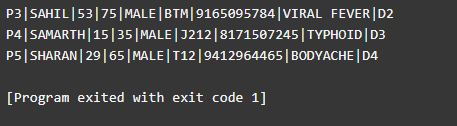 P3|SAHIL|53|75|MALE|BTM|9165095784|VIRAL FEVER|D2
P4|SAMARTH|15|35|MALE|J212|8171507245|TYPHOID|D3
P5|SHARAN|29|65|MALE|T12|9412964465|BODYACHE|D4
[Program exited with exit code 1]